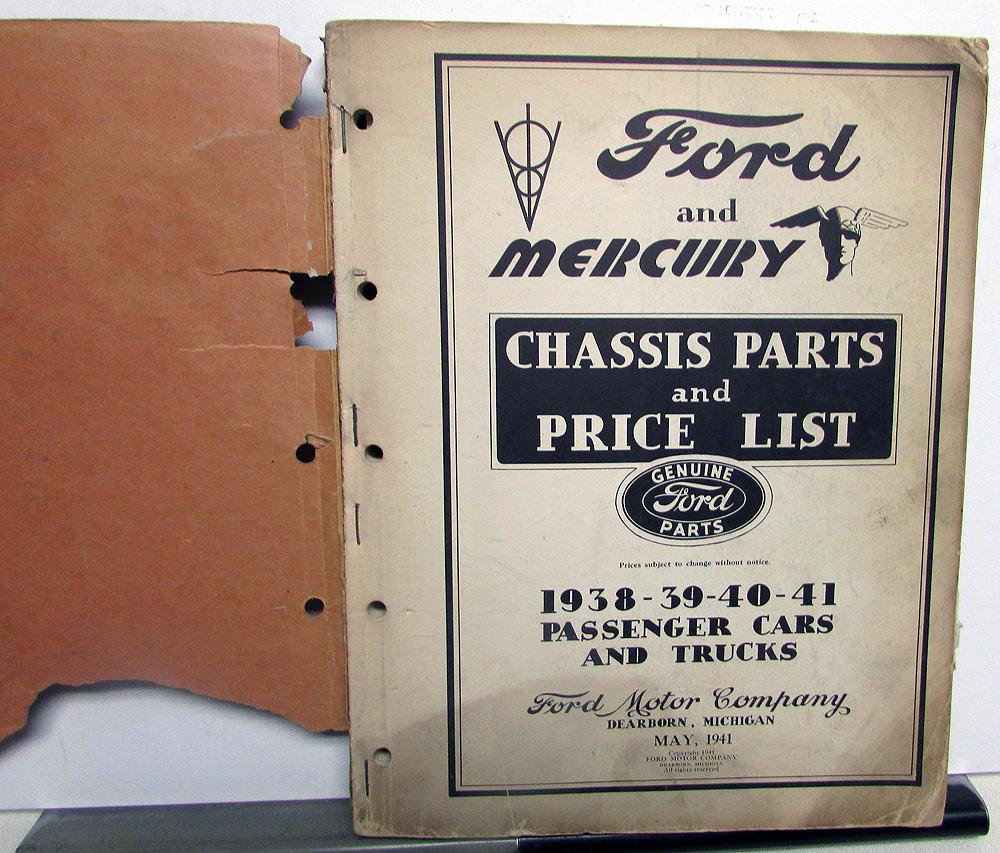 Ford
and
MERCURY
CHASSIS PARTS
and
PRICE LIST
GENUINE
Ford
PARTS
Prices subject to change without notice.
1938-39-40-41
PASSENGER CARS
AND TRUCKS
Ford Motor Company
DEARBORN, MICHIGAN
MAY, 1941
Copyright 1941
FORD MOTOR COMPANY
DEARBORN, MICHIGAN
All rights reserved